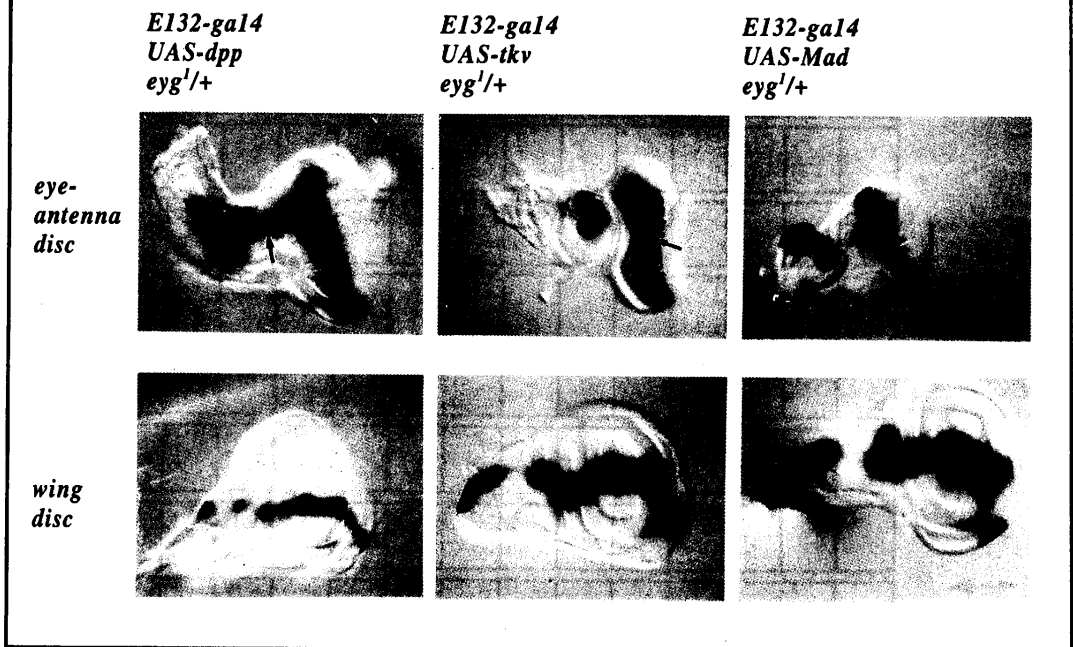 E132-gal4
UAS-dpp
eyg1/+
E132-gal4
UAS-tkv
eyg1/+
E132-gal4
UAS-Mad
eyg1/+
eye-
antenna
disc
wing
disc